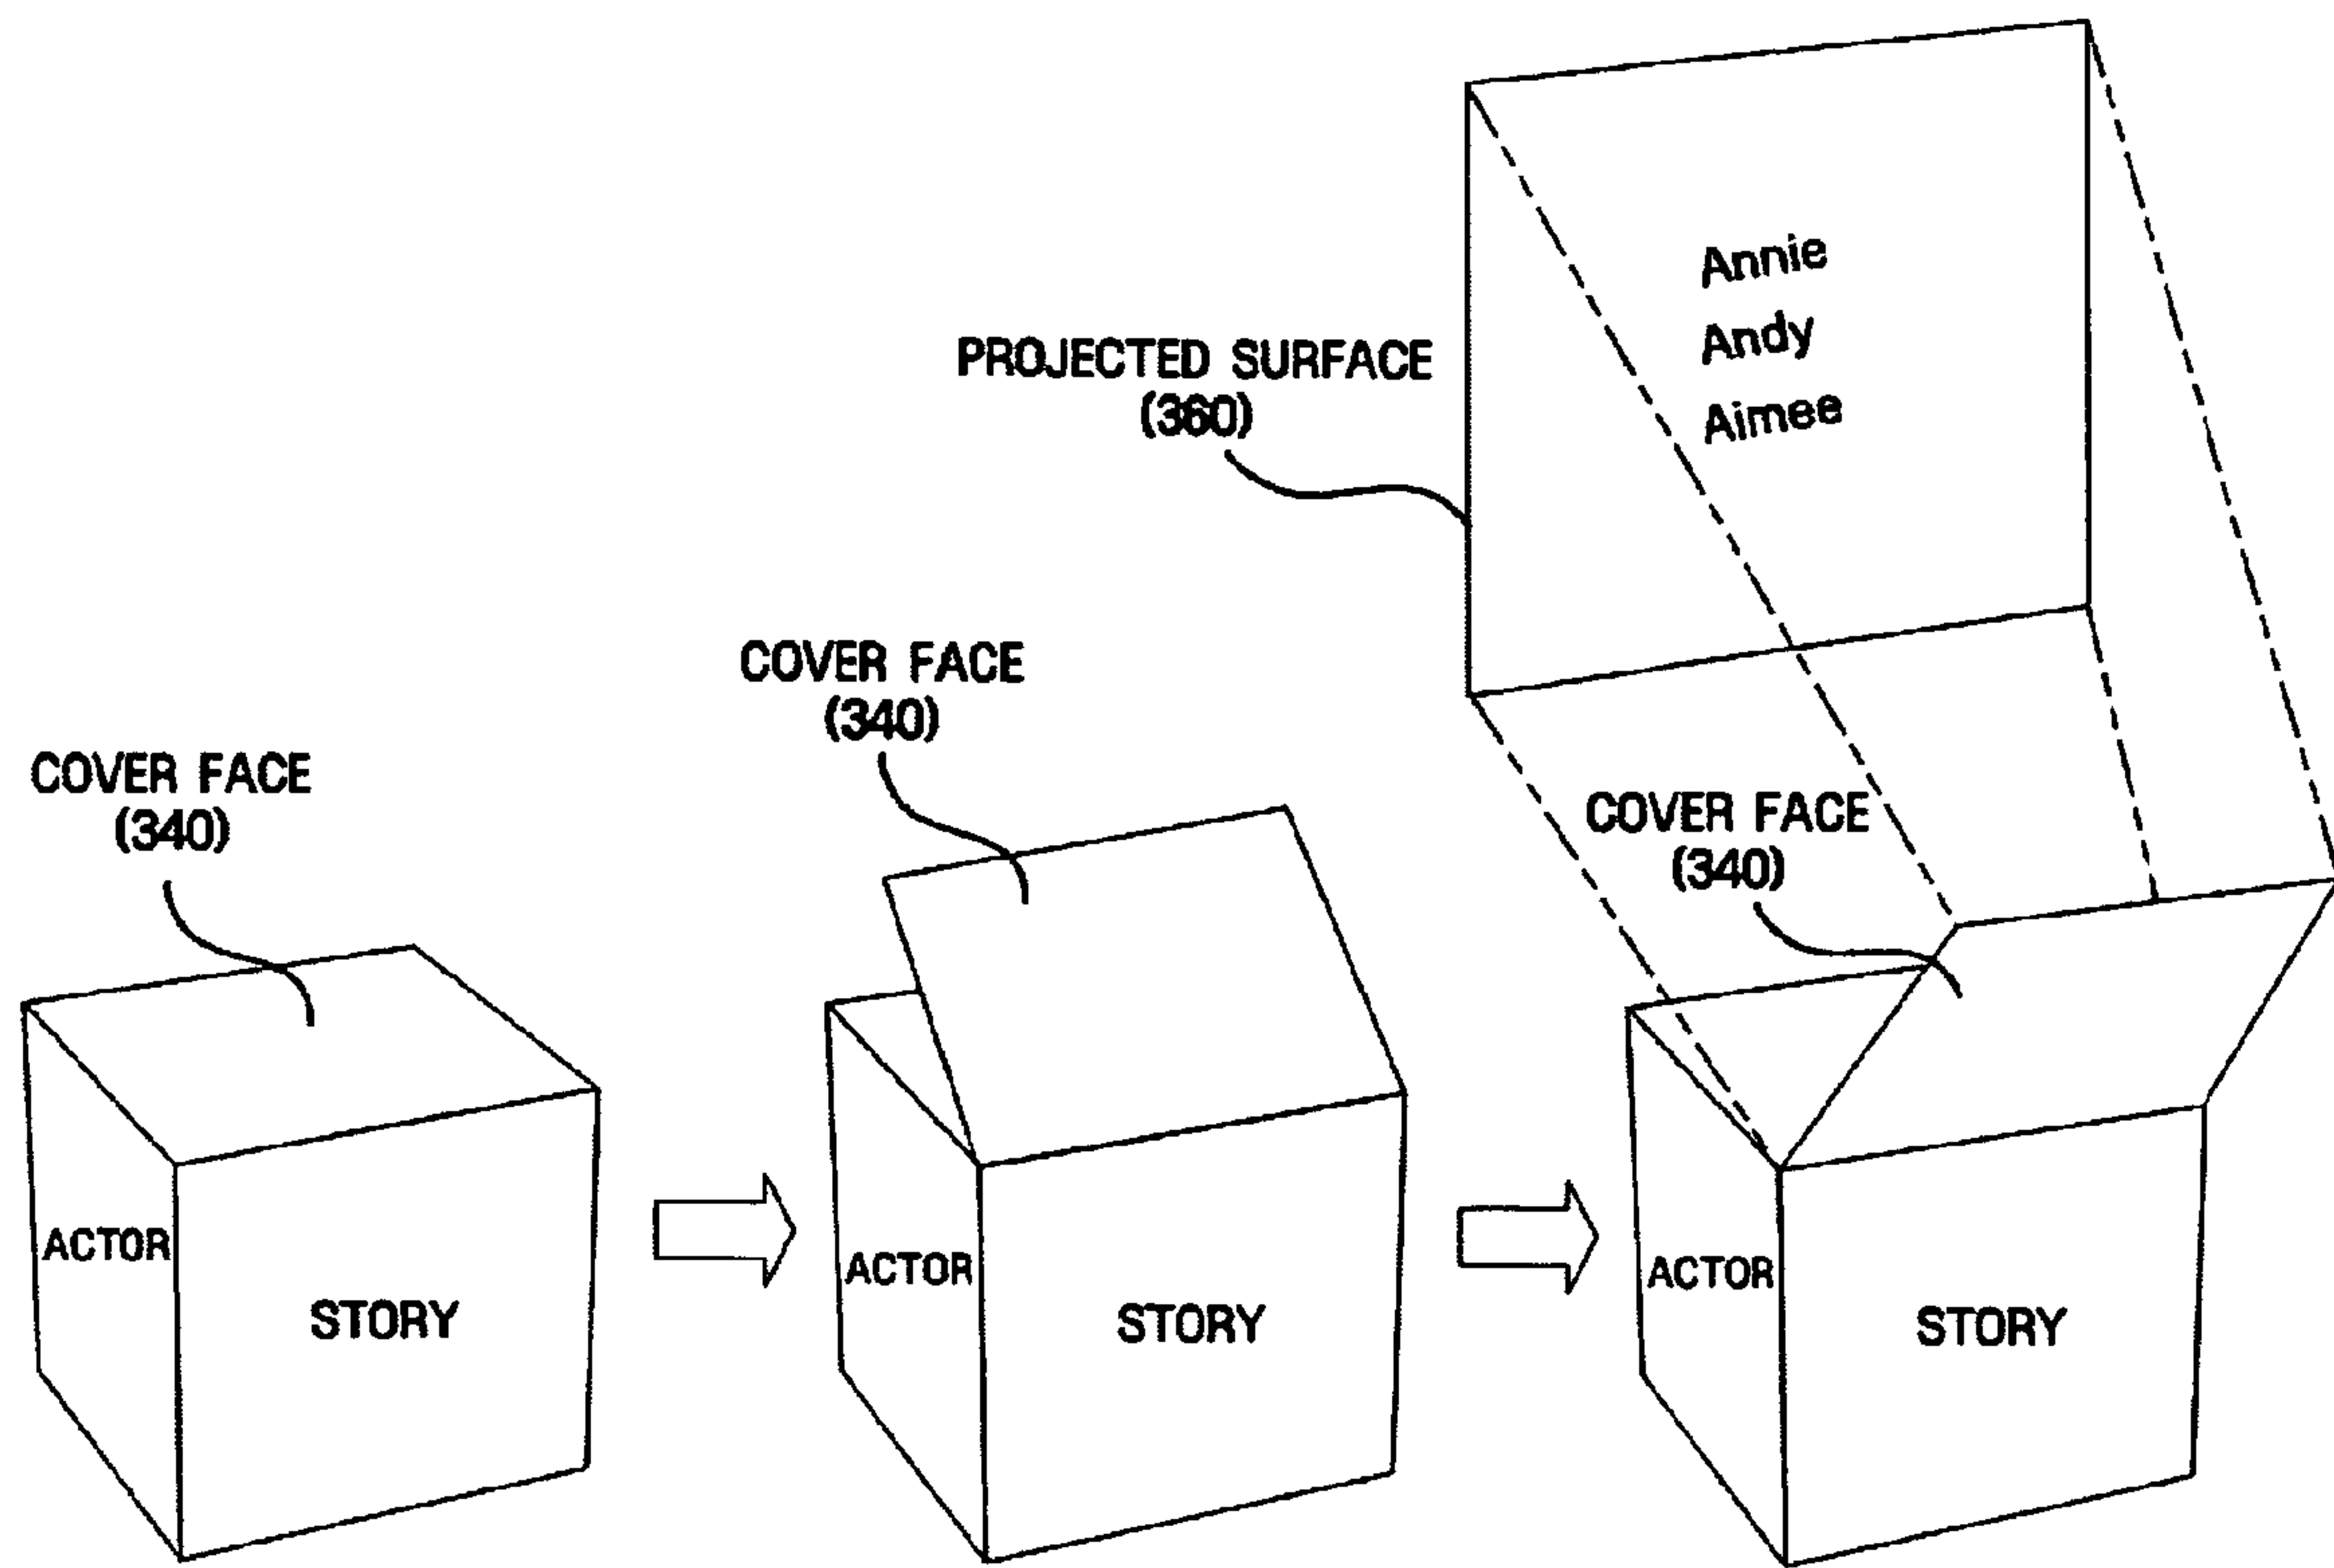 Annie
Andy
Aimee
PROJECTED SURFACE
(360)
COVER FACE
(340)
COVER FACE
(340)
COVER FACE
(340)
ACTOR
STORY
ACTOR
STORY
ACTOR
STORY